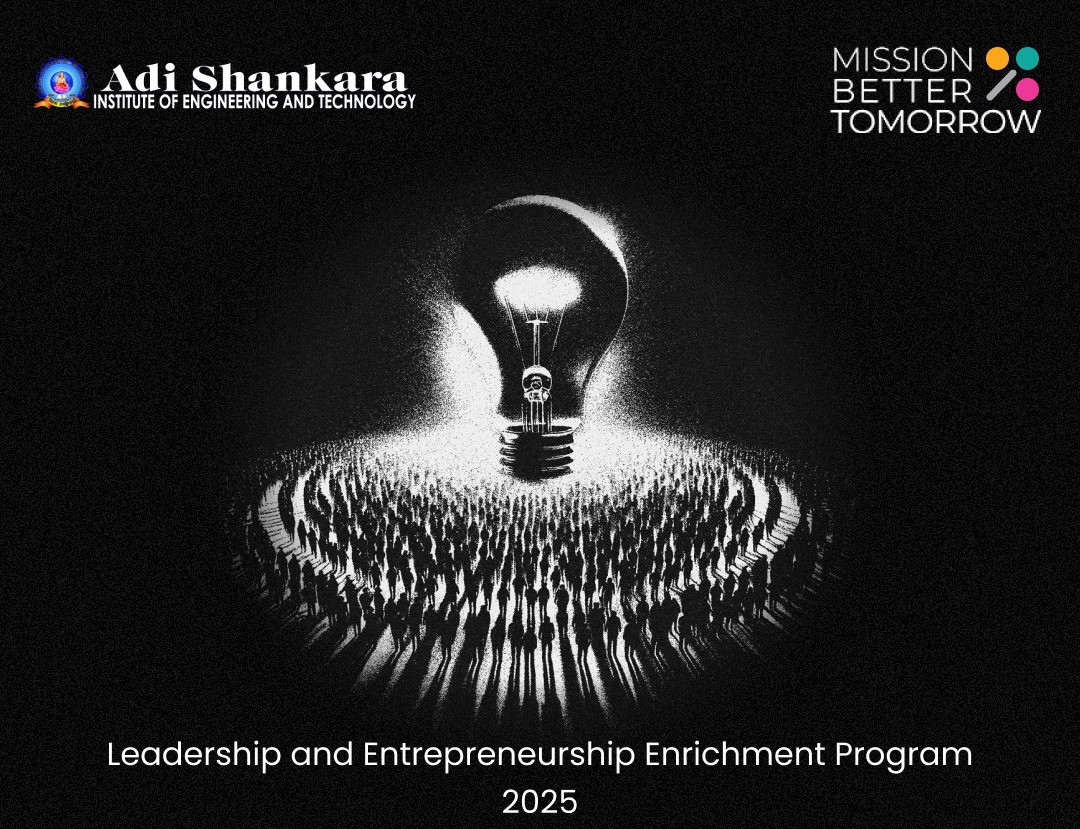 Adi Shankara
INSTITUTE OF ENGINEERING AND TECHNOLOGY
MISSION
BETTER
TOMORROW
Leadership and Entrepreneurship Enrichment Program
2025